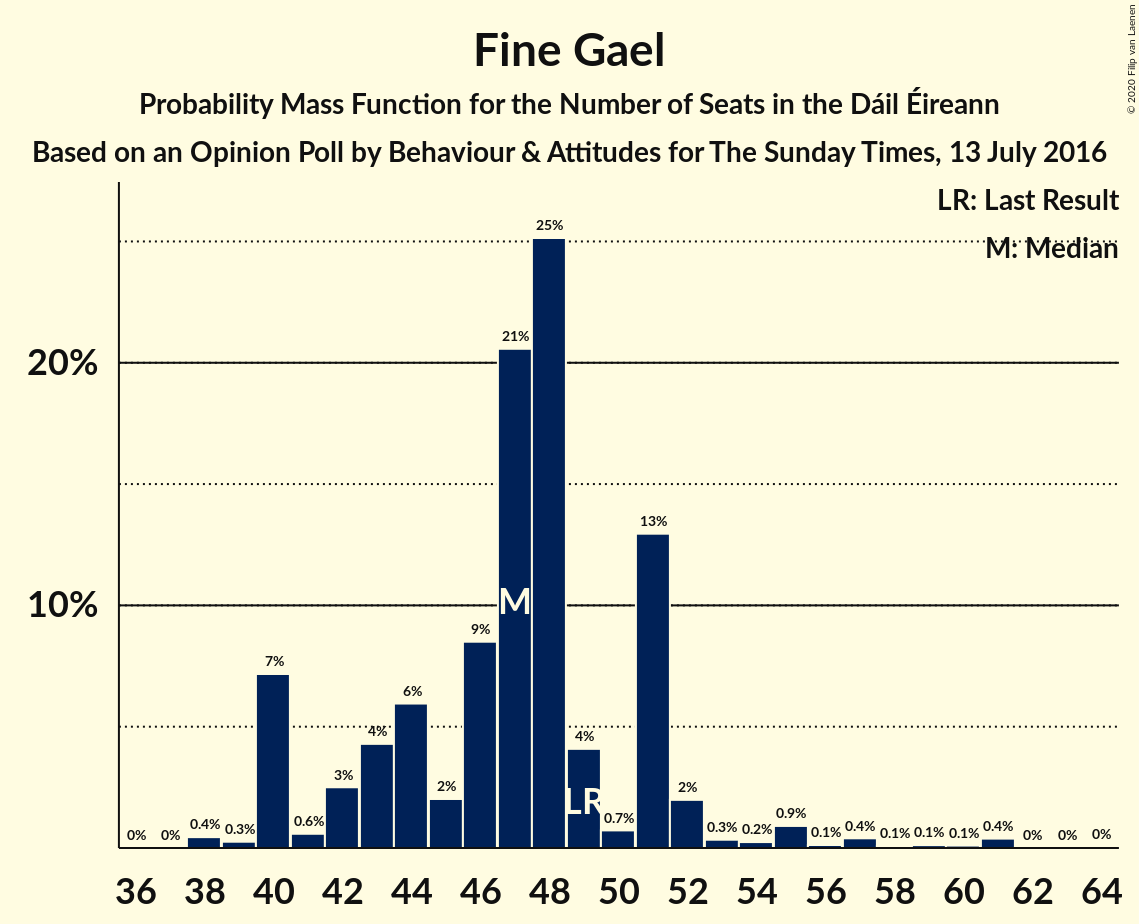 Fine Gael
Probability Mass Function for the Number of Seats in the Dáil Éireann
Based on an Opinion Poll by Behaviour & Attitudes for The Sunday Times, 13 July 2016
© 2020 Filip van Laenen
LR: Last Result
M: Median
20%
10%
0% 0% 0.4% 0.3% 7% 0.6% 3% 4% 6% 2% 9% 21% 25% 4% 0.7% 13% 2% 0.3% 0.2% 0.9% 0.1% 0.4% 0.1% 0.1% 0.1% 0.4% 0% 0% 0%
M
LR
36 38 40 42 44 46 48 50 52 54 56 58 60 62 64